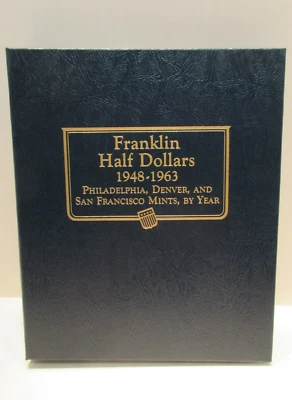 Franklin
Half Dollars
1948-1963
Philadelphia, Denver, and
San Francisco Mints, by Year